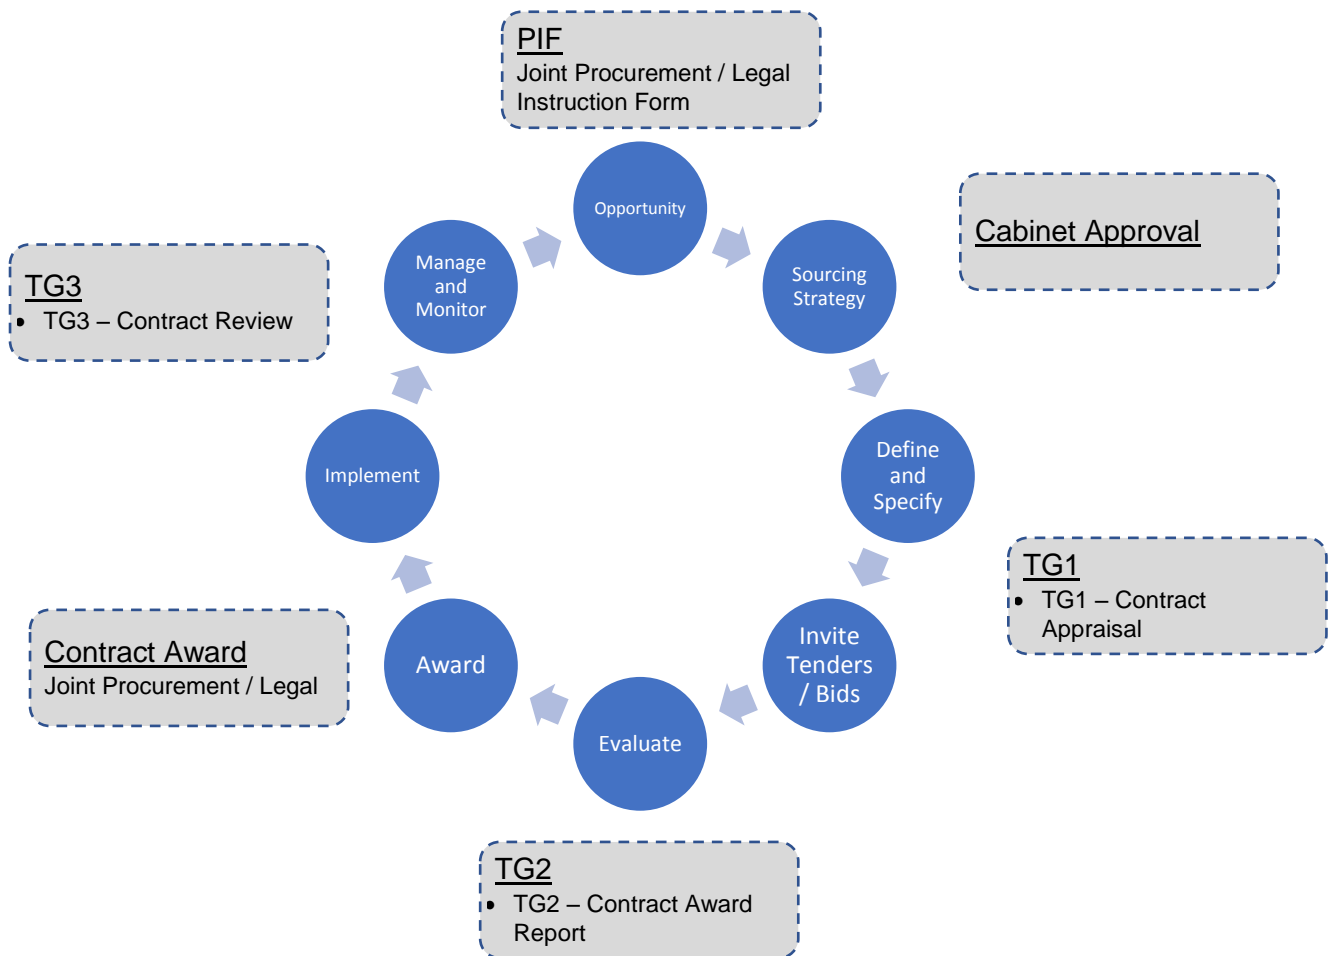 PIF
Joint Procurement / Legal
Instruction Form
Opportunity
Cabinet Approval
Sourcing
Strategy
Define
and
Specify
TG1
• TG1 – Contract
Appraisal
Invite
Tenders
/ Bids
Evaluate
TG2
• TG2 – Contract Award
Report
Award
Contract Award
Joint Procurement / Legal
Implement
TG3
• TG3 – Contract Review
Manage
and
Monitor